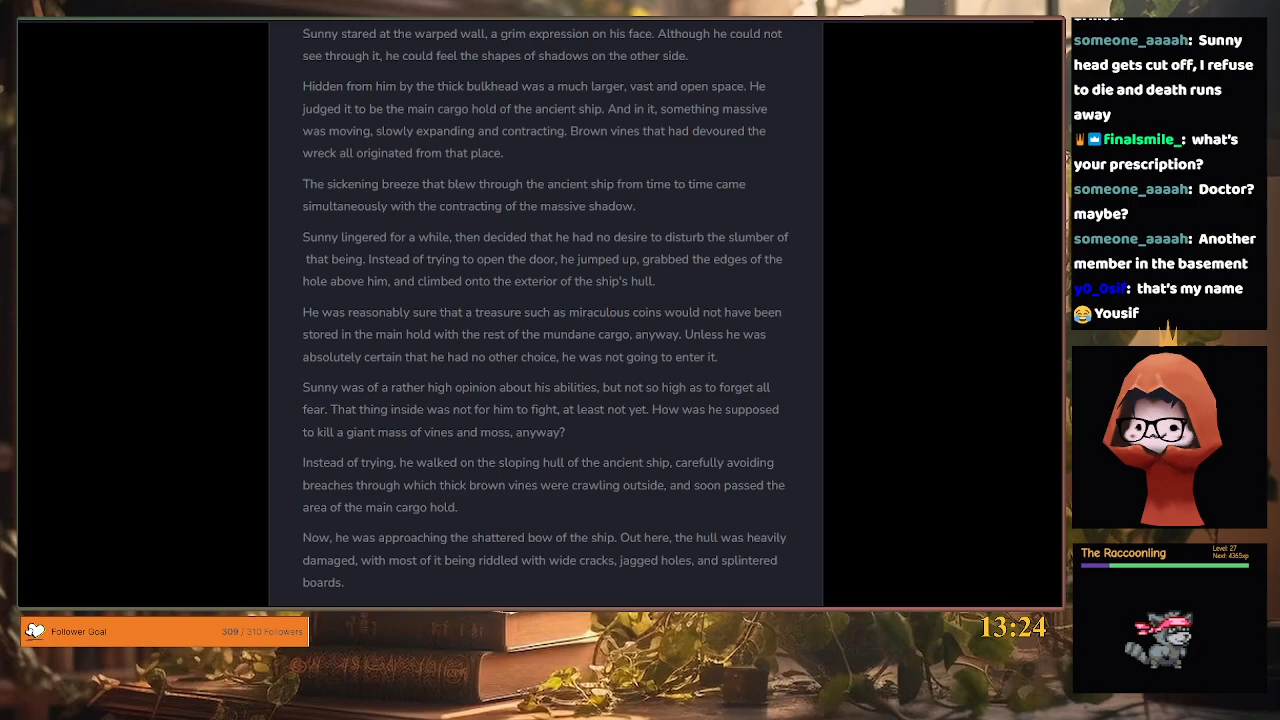 Sunny stared at the warped wall, a grim expression on his face. Although he could not
see through it, he could feel the shapes of shadows on the other side.
Hidden from him by the thick bulkhead was a much larger, vast and open space. He
judged it to be the main cargo hold of the ancient ship. And in it, something massive
was moving, slowly expanding and contracting. Brown vines that had devoured the
wreck all originated from that place.
The sickening breeze that blew through the ancient ship from time to time came
simultaneously with the contracting of the massive shadow.
Sunny lingered for a while, then decided that he had no desire to disturb the slumber of
that being. Instead of trying to open the door, he jumped up, grabbed the edges of the
hole above him, and climbed onto the exterior of the ship's hull.
He was reasonably sure that a treasure such as miraculous coins would not have been
stored in the main hold with the rest of the mundane cargo, anyway. Unless he was
absolutely certain that he had no other choice, he was not going to enter it.
Sunny was of a rather high opinion about his abilities, but not so high as to forget all
fear. That thing inside was not for him to fight, at least not yet. How was he supposed
to kill a giant mass of vines and moss, anyway?
Instead of trying, he walked on the sloping hull of the ancient ship, carefully avoiding
breaches through which thick brown vines were crawling outside, and soon passed the
area of the main cargo hold.
Now, he was approaching the shattered bow of the ship. Out here, the hull was heavily
damaged, with most of it being riddled with wide cracks, jagged holes, and splintered
boards.
someone_aaaah: Sunny
head gets cut off, I refuse
to die and death runs
away
finalsmile_: what's
your prescription?
someone_aaaah: Doctor?
maybe?
someone_aaaah: Another
member in the basement
y0_0sif: that's my name
😂 Yousif
The Raccoonling
Level: 27
Next: 4365xp
Follower Goal
309 / 310 Followers
13:24